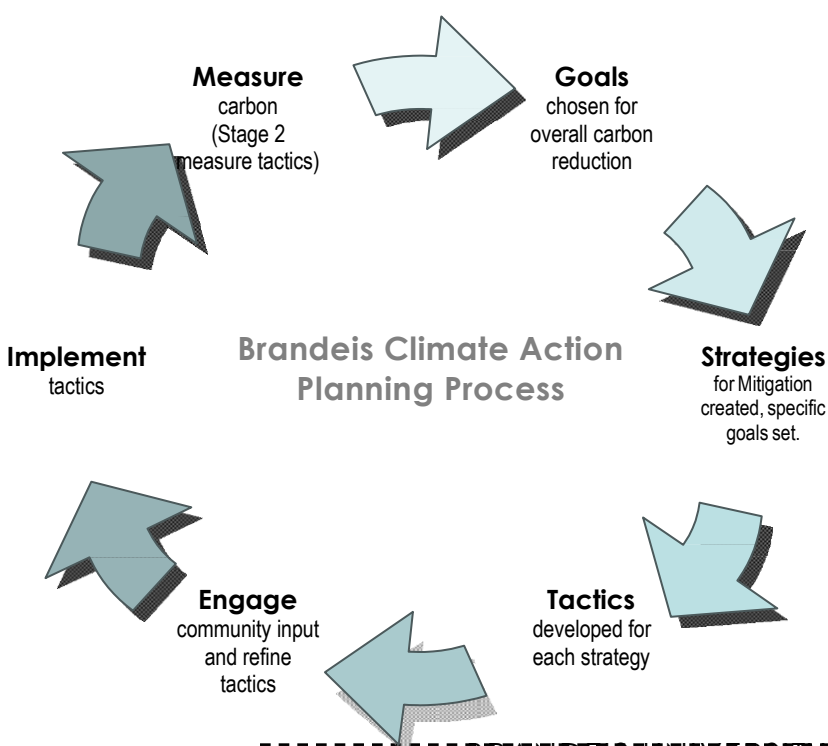 Measure
carbon
(Stage 2
measure tactics)
Goals
chosen for
overall carbon
reduction
Brandeis Climate Action
Planning Process
Strategies
for Mitigation
created, specific
goals set.
Tactics
developed for
each strategy
Engage
community input
and refine
tactics
Implement
tactics